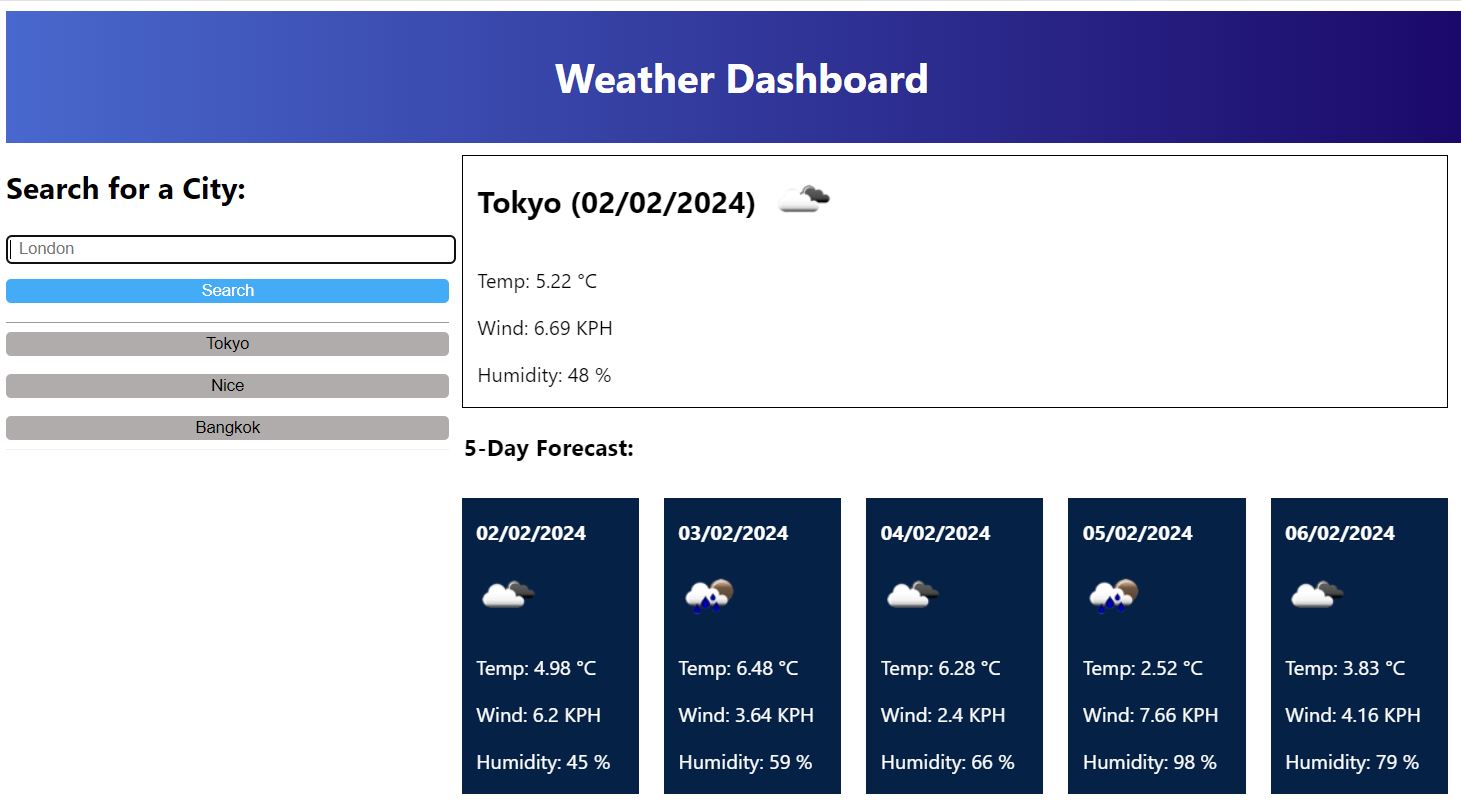 Weather Dashboard
Search for a City:
London
Search
Tokyo
Nice
Bangkok
Tokyo (02/02/2024)
Temp: 5.22 °C
Wind: 6.69 KPH
Humidity: 48 %
5-Day Forecast:
02/02/2024
Temp: 4.98 °C
Wind: 6.2 KPH
Humidity: 45 %
03/02/2024
Temp: 6.48 °C
Wind: 3.64 KPH
Humidity: 59 %
04/02/2024
Temp: 6.28 °C
Wind: 2.4 KPH
Humidity: 66 %
05/02/2024
Temp: 2.52 °C
Wind: 7.66 KPH
Humidity: 98 %
06/02/2024
Temp: 3.83 °C
Wind: 4.16 KPH
Humidity: 79 %